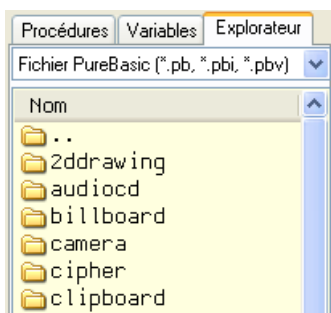 Procédures Variables Explorateur
Fichier PureBasic (*.pb, *.pbi, *.pbv)
Nom
..
2ddrawing
audiocd
billboard
camera
cipher
clipboard